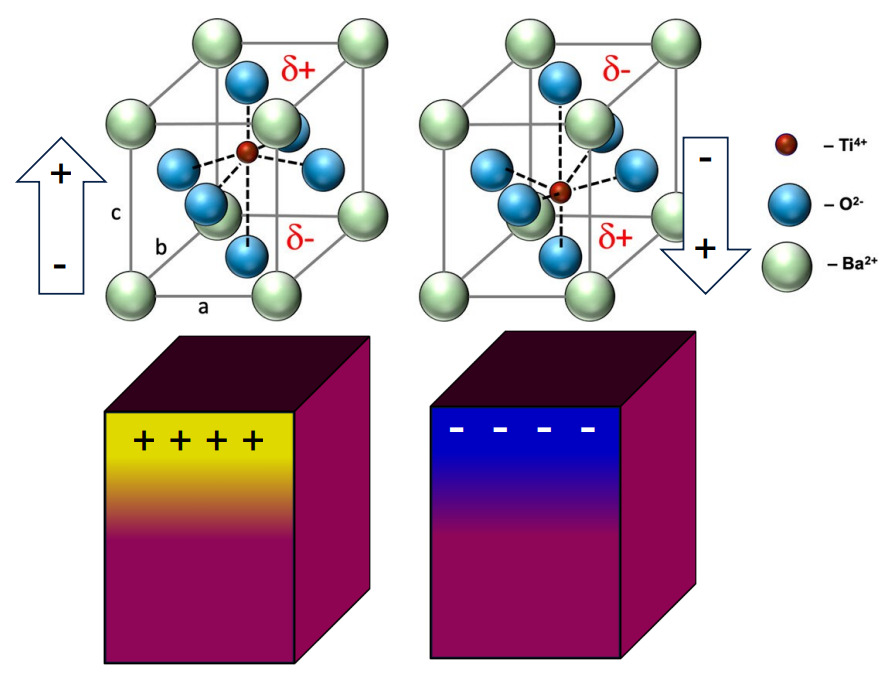 δ+
δ-
+
-
c
b
a
δ-
δ+
-
+
– Ti⁴⁺
– O²⁻
– Ba²⁺
+ + + +
- - - -